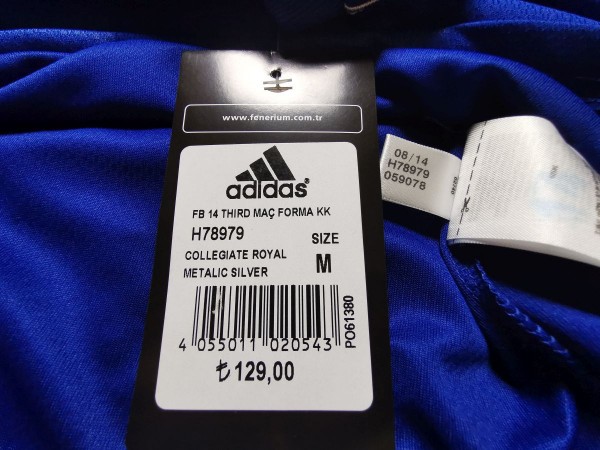 www.fenerium.com.tr
adidas®
FB 14 THIRD MAÇ FORMA KK
H78979
SIZE
COLLEGIATE ROYAL
METALIC SILVER
M
4 055011 020543
PO61380
₺129,00
08/14
H78979
059078